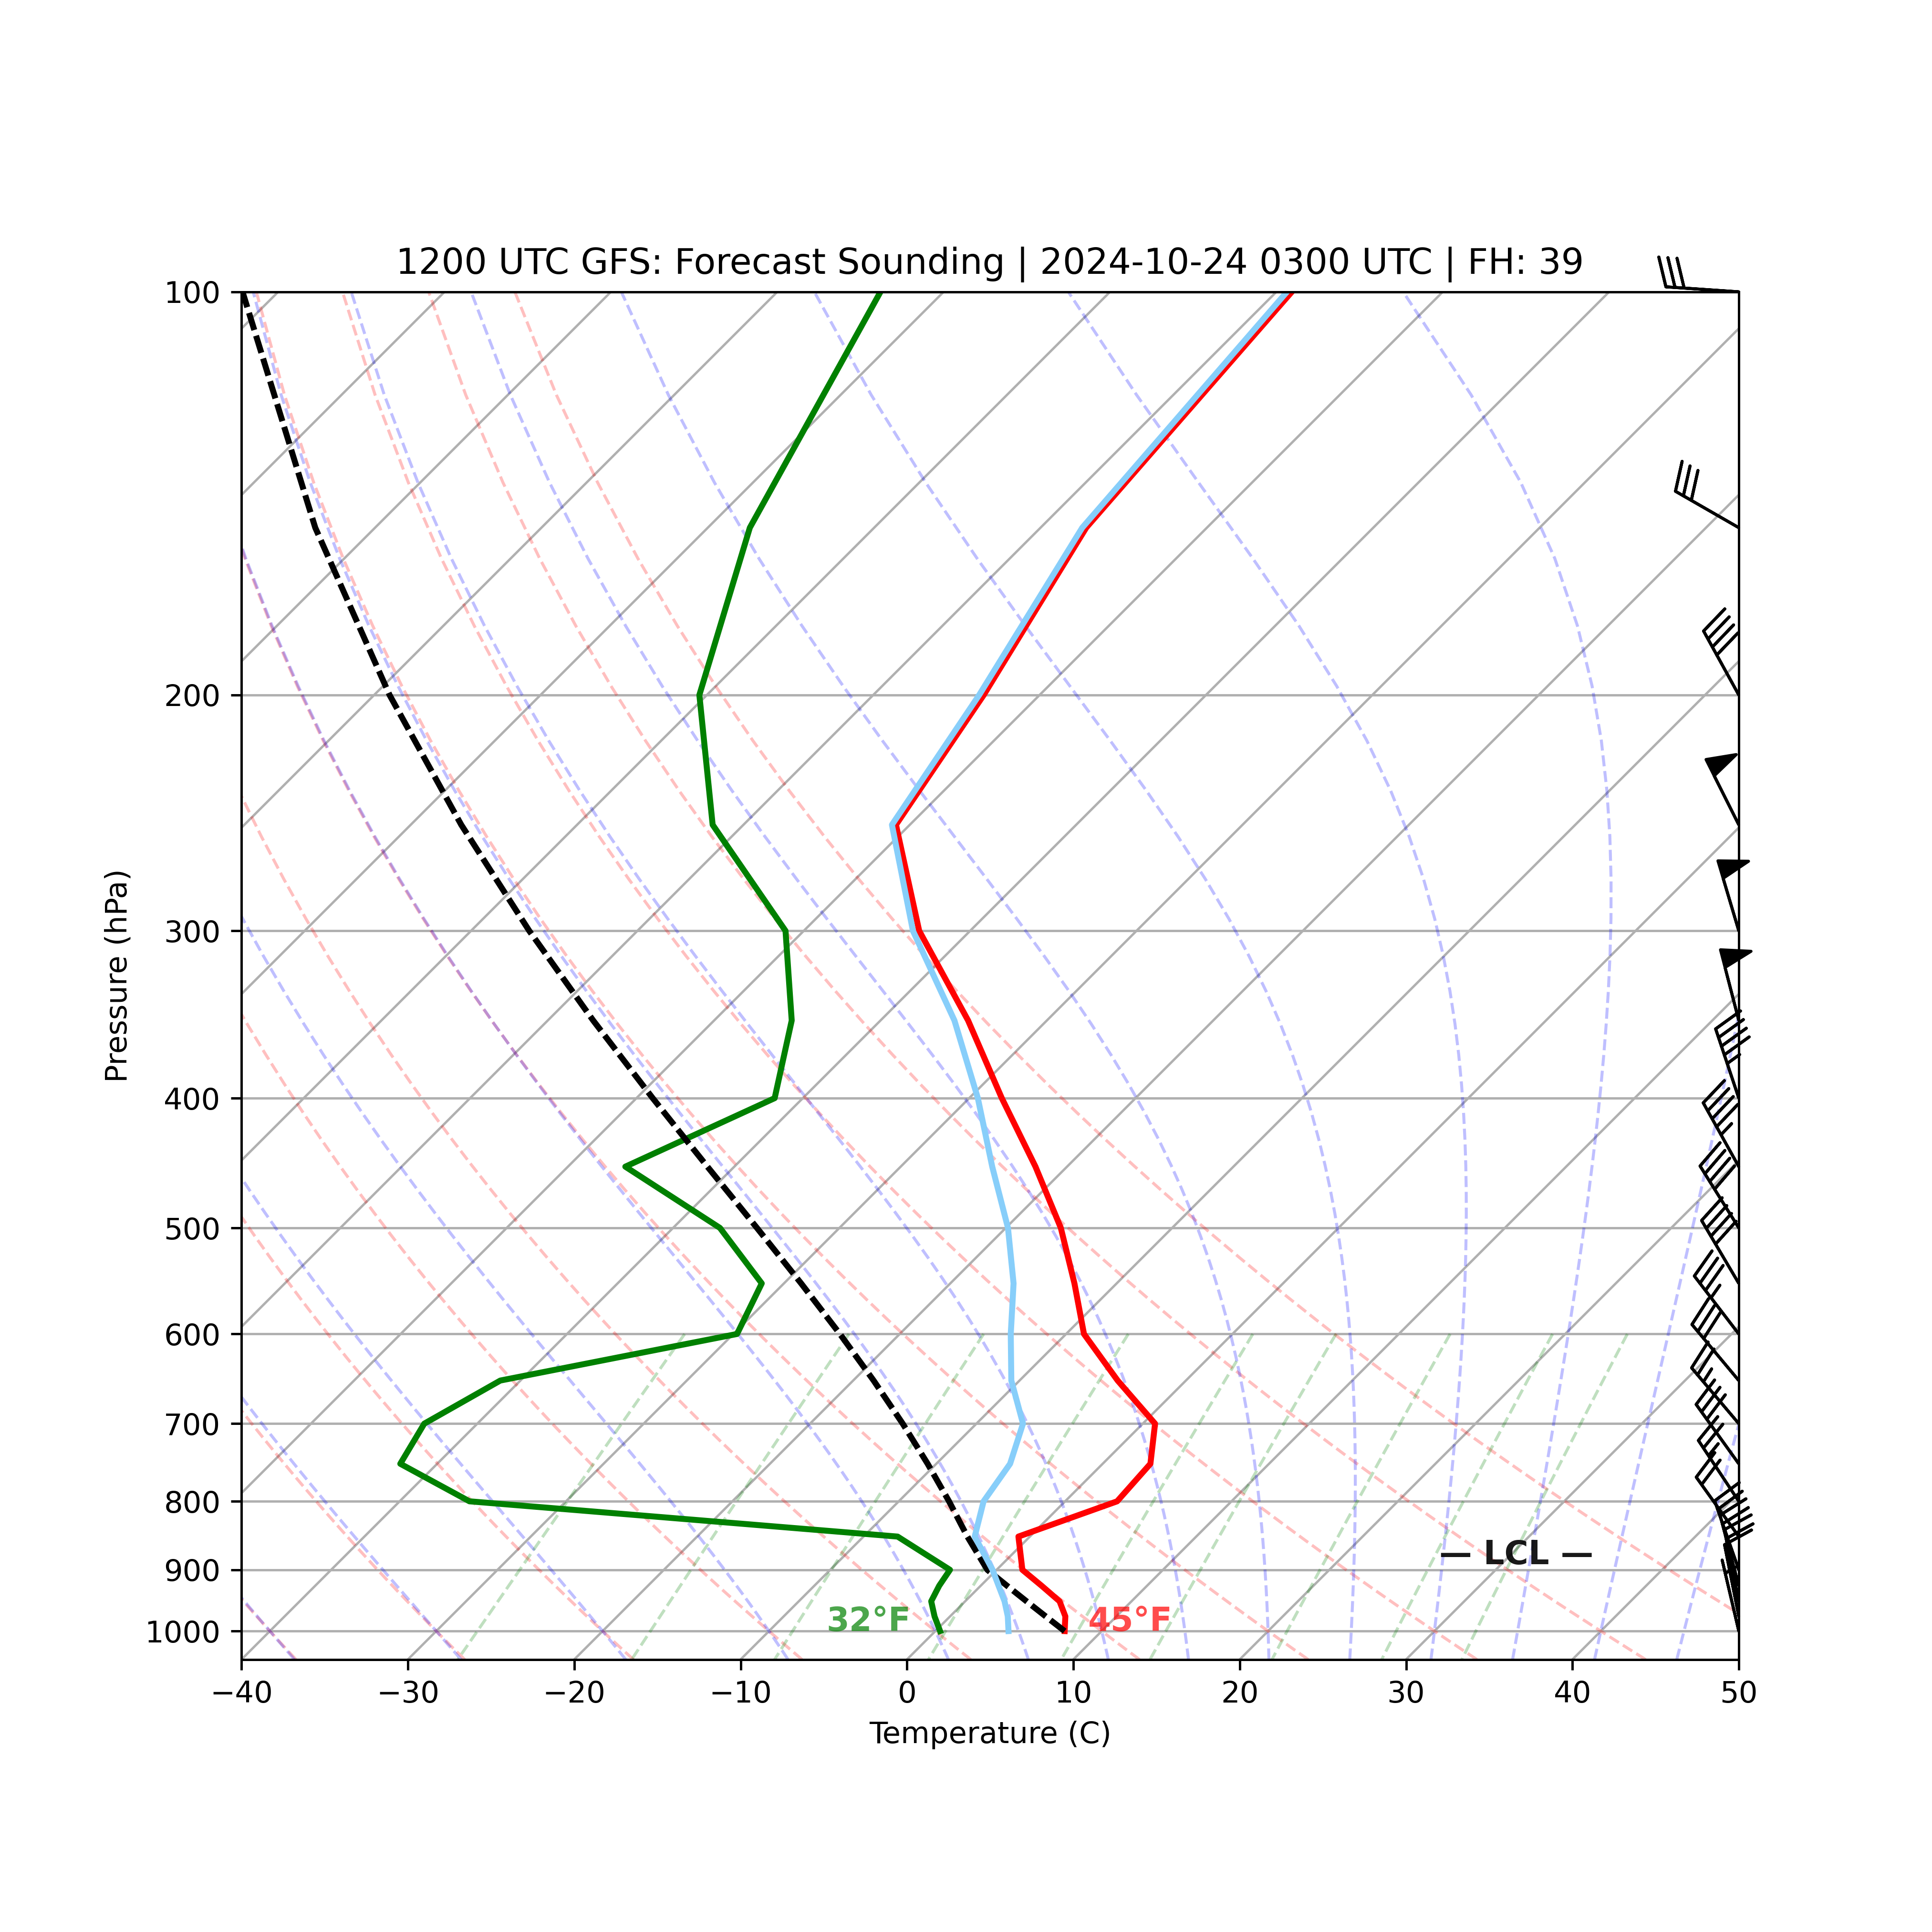 1200 UTC GFS: Forecast Sounding | 2024-10-24 0300 UTC | FH: 39
100
200
300
400
500
600
700
800
900
1000
Pressure (hPa)
— LCL —
32°F
45°F
−40 −30 −20 −10 0 10 20 30 40 50
Temperature (C)